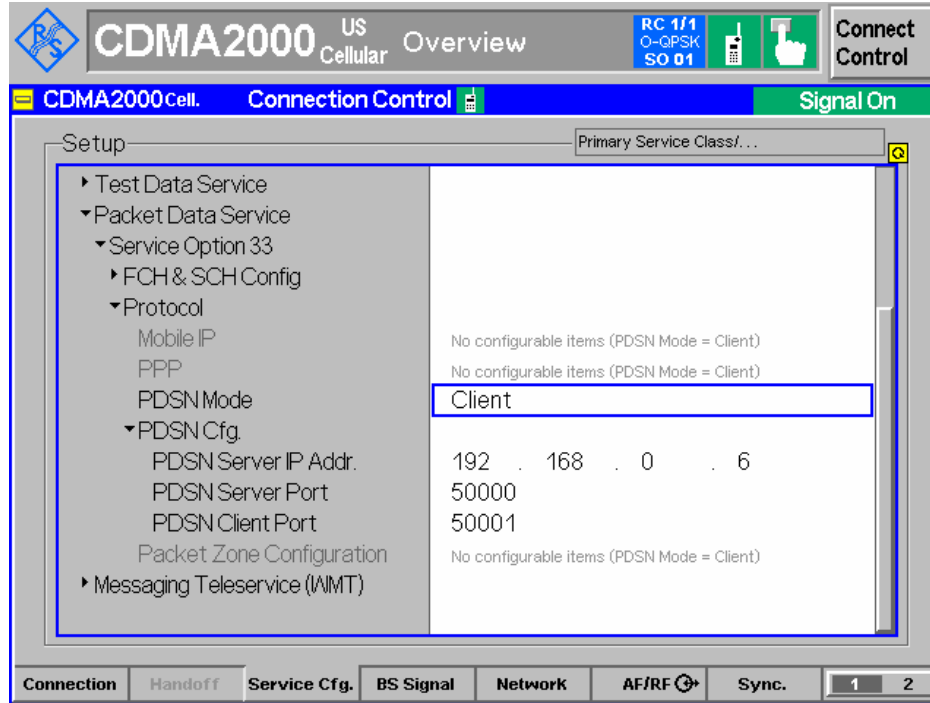 R&S CDMA2000 US Cellular Overview RC 1/1 O-QPSK SO 01 Connect Control
CDMA2000 Cell. Connection Control Signal On
Setup Primary Service Class/...
Test Data Service
Packet Data Service
Service Option 33
FCH & SCH Config
Protocol
Mobile IP No configurable items (PDSN Mode = Client)
PPP No configurable items (PDSN Mode = Client)
PDSN Mode Client
PDSN Cfg.
PDSN Server IP Addr. 192 . 168 . 0 . 6
PDSN Server Port 50000
PDSN Client Port 50001
Packet Zone Configuration No configurable items (PDSN Mode = Client)
Messaging Teleservice (WMT)
Connection Handoff Service Cfg. BS Signal Network AF/RF Sync. 1 2